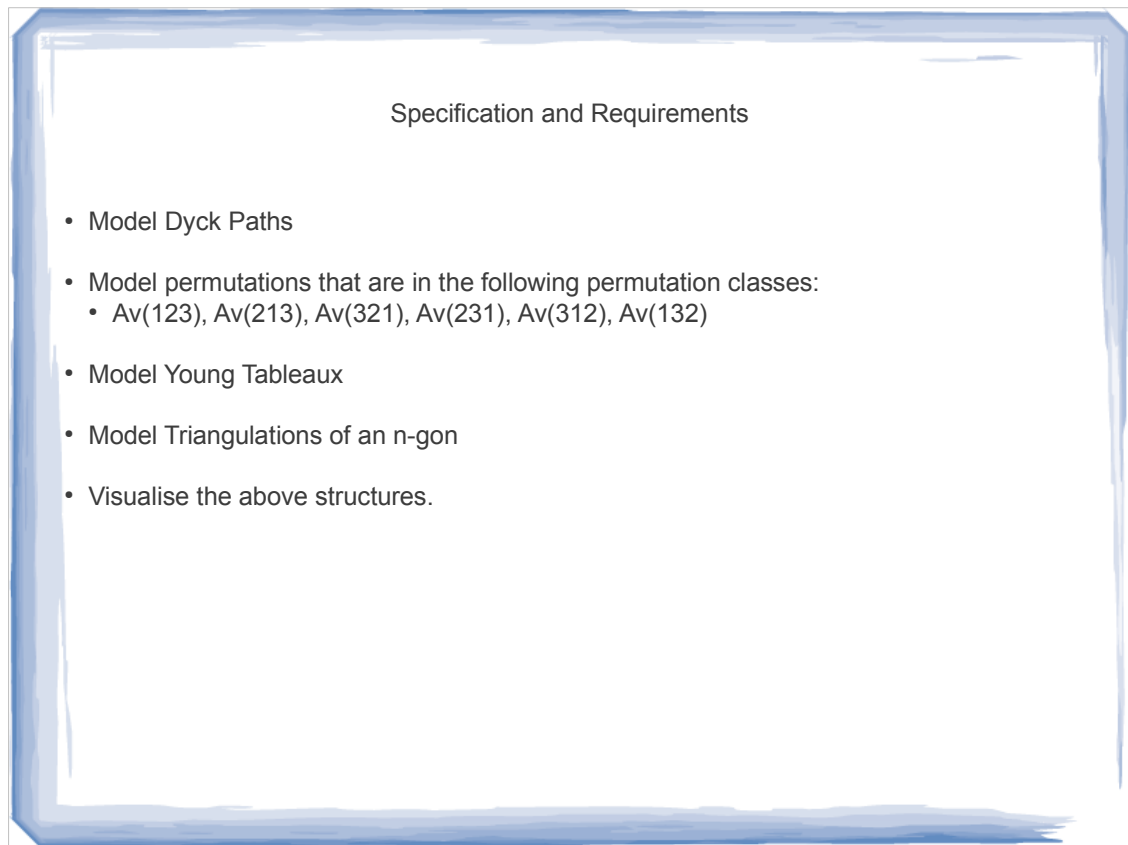 Specification and Requirements
• Model Dyck Paths
• Model permutations that are in the following permutation classes:
• Av(123), Av(213), Av(321), Av(231), Av(312), Av(132)
• Model Young Tableaux
• Model Triangulations of an n-gon
• Visualise the above structures.